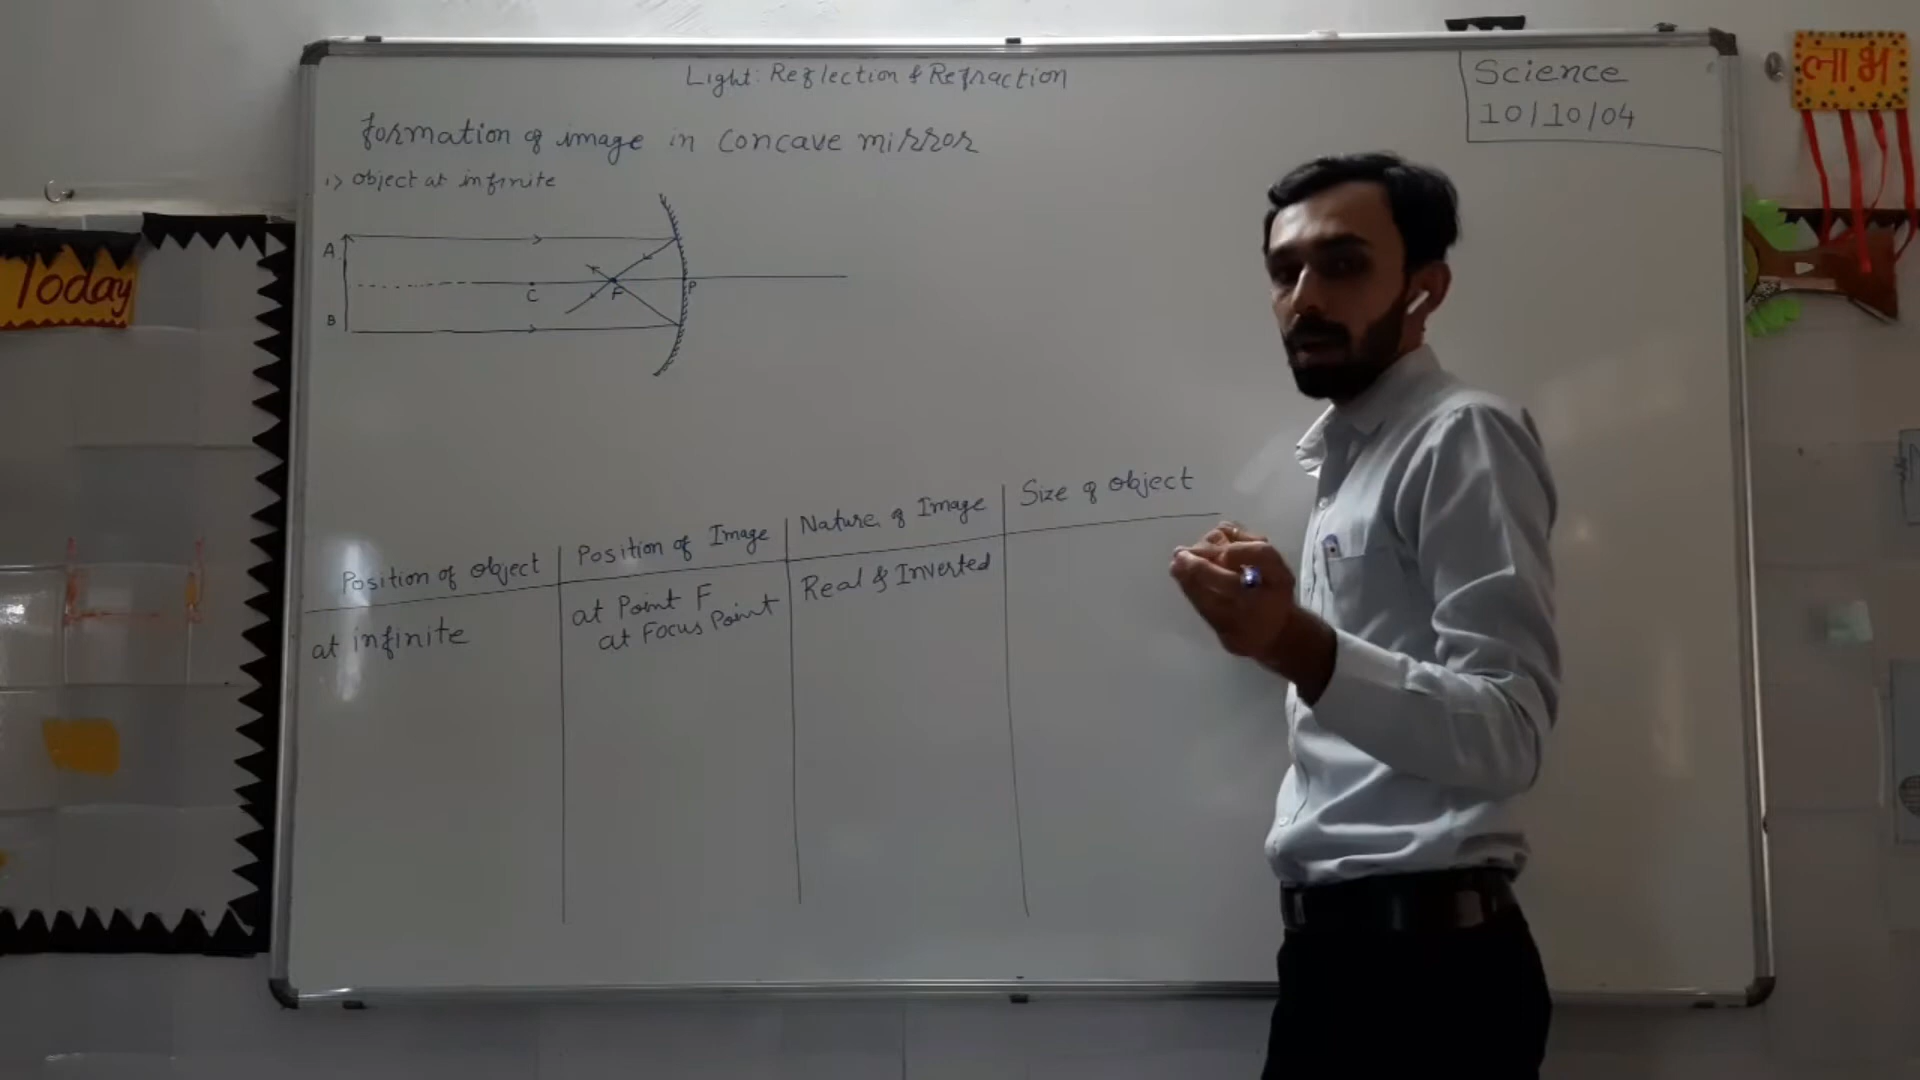 Light: Reflection & Refraction
Science
10/10/04
formation of image in concave mirror
1> object at infinite
A
B
C
F
P
Position of object
Position of Image
Nature of Image
Size of object
at infinite
at Point F
at Focus Point
Real & Inverted
Today
लाभ